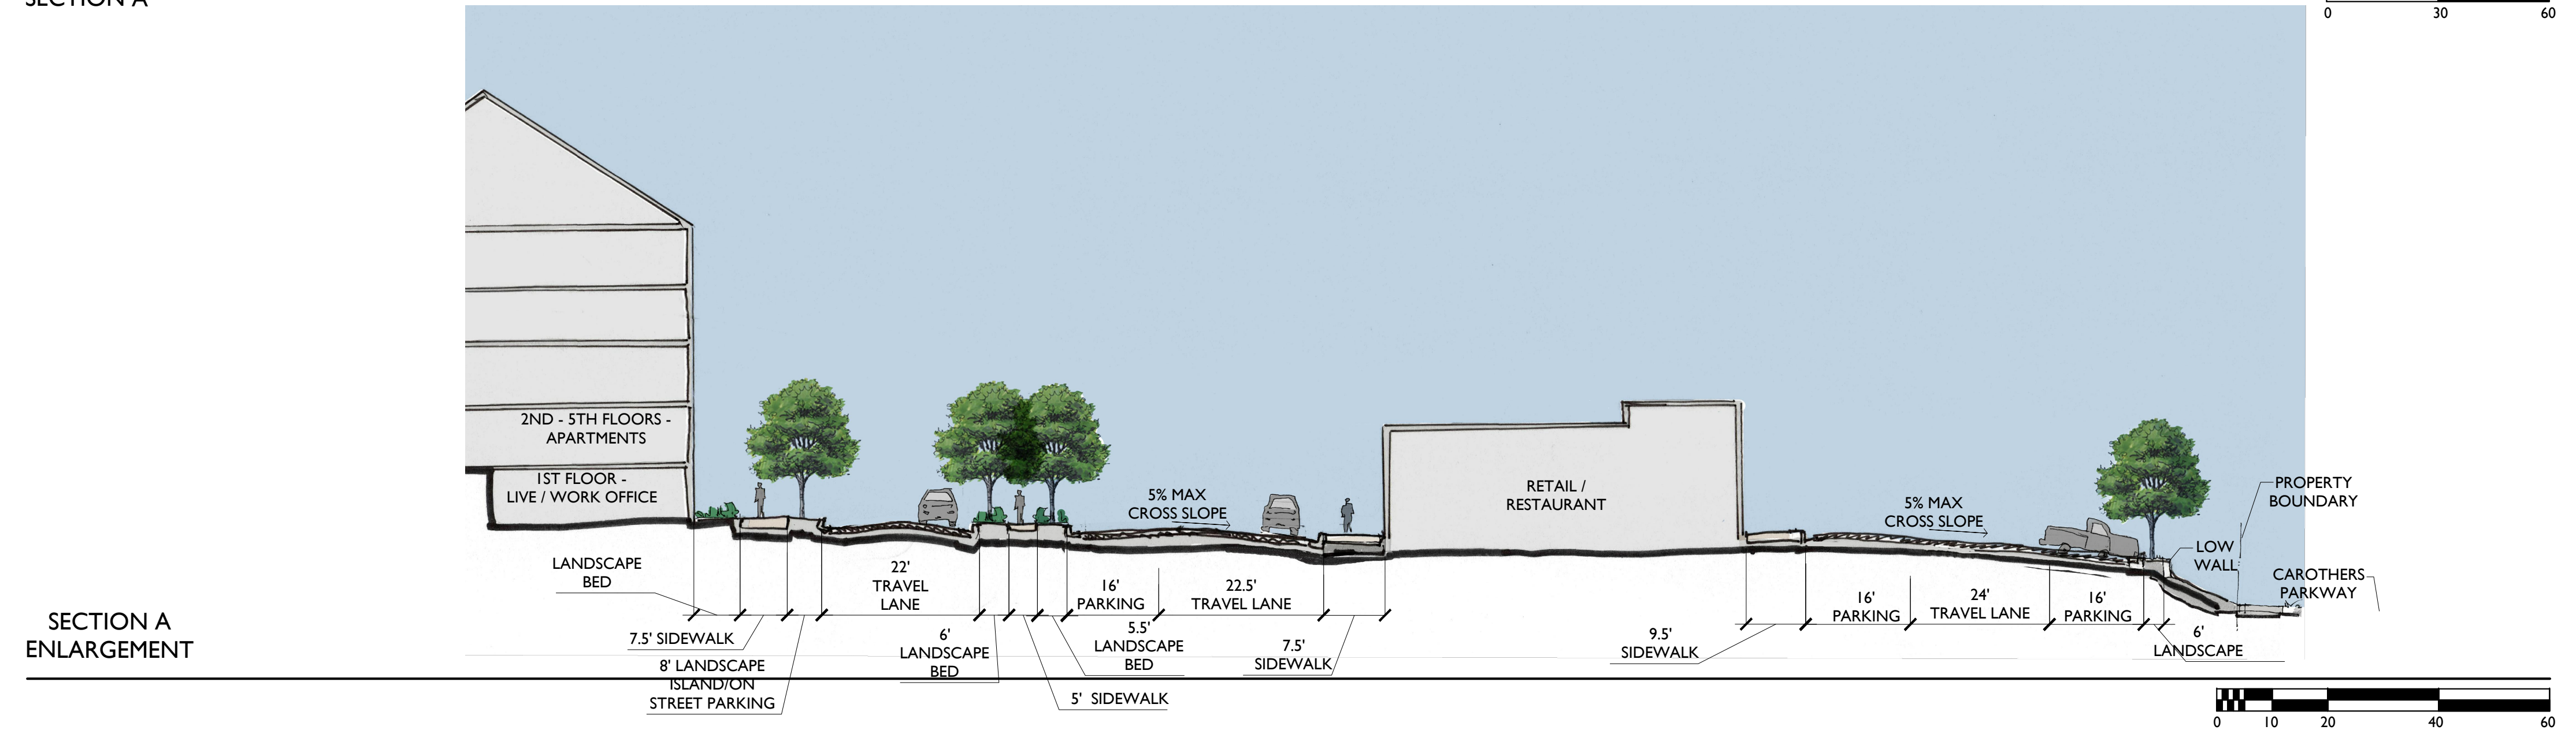 SECTION A
0 30 60
2ND - 5TH FLOORS -
APARTMENTS
1ST FLOOR -
LIVE / WORK OFFICE
5% MAX
CROSS SLOPE
RETAIL /
RESTAURANT
5% MAX
CROSS SLOPE
PROPERTY
BOUNDARY
LOW
WALL
CAROTHERS
PARKWAY
LANDSCAPE
BED
7.5' SIDEWALK
8' LANDSCAPE
ISLAND/ON
STREET PARKING
22'
TRAVEL
LANE
6'
LANDSCAPE
BED
5' SIDEWALK
16'
PARKING
5.5'
LANDSCAPE
BED
22.5'
TRAVEL LANE
7.5'
SIDEWALK
9.5'
SIDEWALK
16'
PARKING
24'
TRAVEL LANE
16'
PARKING
6'
LANDSCAPE
SECTION A
ENLARGEMENT
0 10 20 40 60